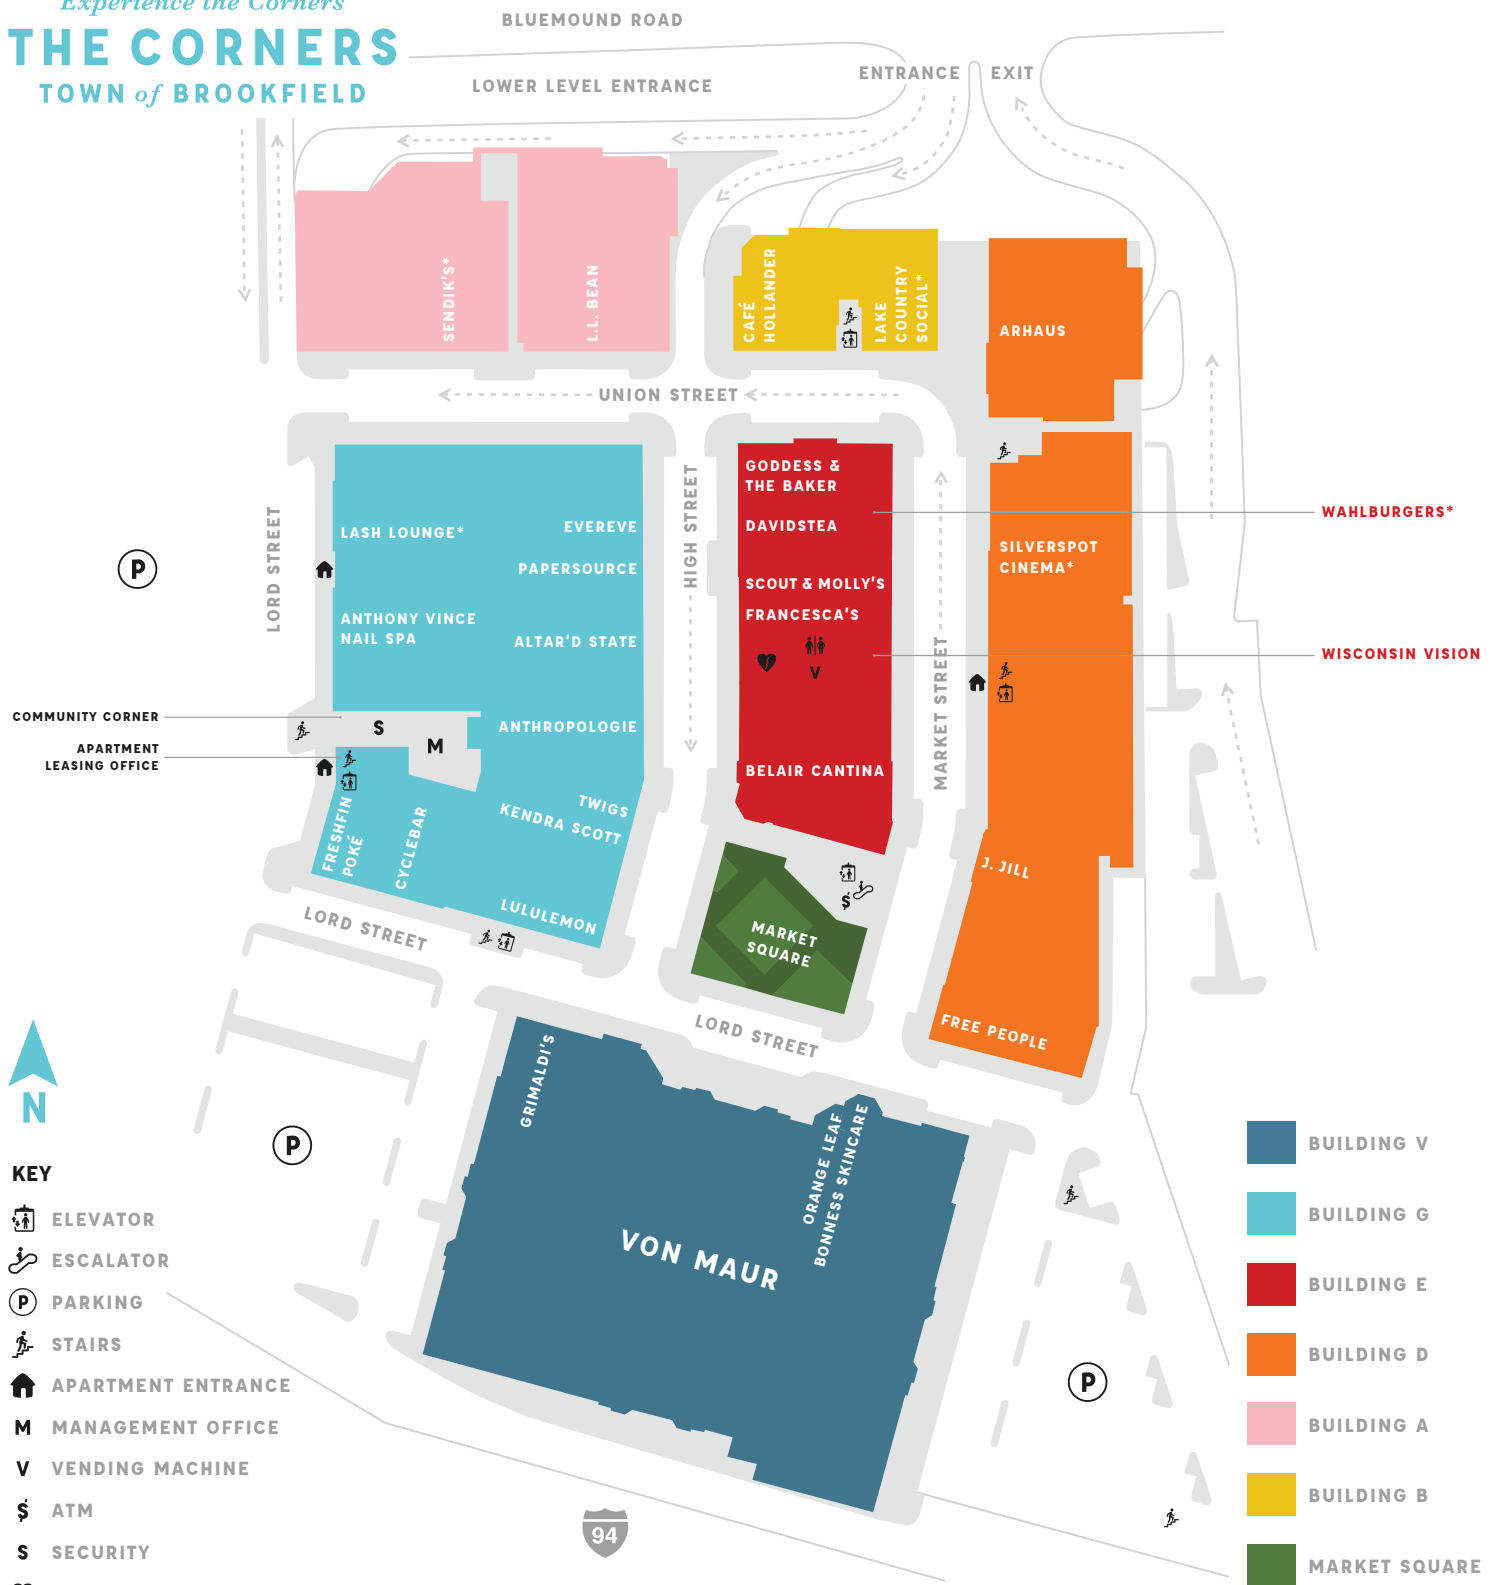 Experience the Corners
THE CORNERS
TOWN of BROOKFIELD
BLUEMOUND ROAD
LOWER LEVEL ENTRANCE
ENTRANCE
EXIT
SENDIK'S*
L.L. BEAN
CAFÉ
HOLLANDER
LAKE
COUNTRY
SOCIAL*
ARHAUS
UNION STREET
LORD STREET
HIGH STREET
MARKET STREET
P
LASH LOUNGE*
EVEREVE
PAPERSOURCE
ANTHONY VINCE
NAIL SPA
ALTAR'D STATE
ANTHROPOLOGIE
COMMUNITY CORNER
APARTMENT
LEASING OFFICE
S
M
TWIGS
KENDRA SCOTT
FRESHFIN
POKÉ
CYCLEBAR
LULULEMON
GODDESS &
THE BAKER
DAVIDSTEA
SCOUT & MOLLY'S
FRANCESCA'S
V
BELAIR CANTINA
WAHLBURGERS*
WISCONSIN VISION
SILVERSPOT
CINEMA*
J. JILL
FREE PEOPLE
$
MARKET
SQUARE
LORD STREET
LORD STREET
GRIMALDI'S
ORANGE LEAF
BONNESS SKINCARE
VON MAUR
P
P
94
N
KEY
ELEVATOR
ESCALATOR
P PARKING
STAIRS
APARTMENT ENTRANCE
M MANAGEMENT OFFICE
V VENDING MACHINE
$ ATM
S SECURITY
BUILDING V
BUILDING G
BUILDING E
BUILDING D
BUILDING A
BUILDING B
MARKET SQUARE